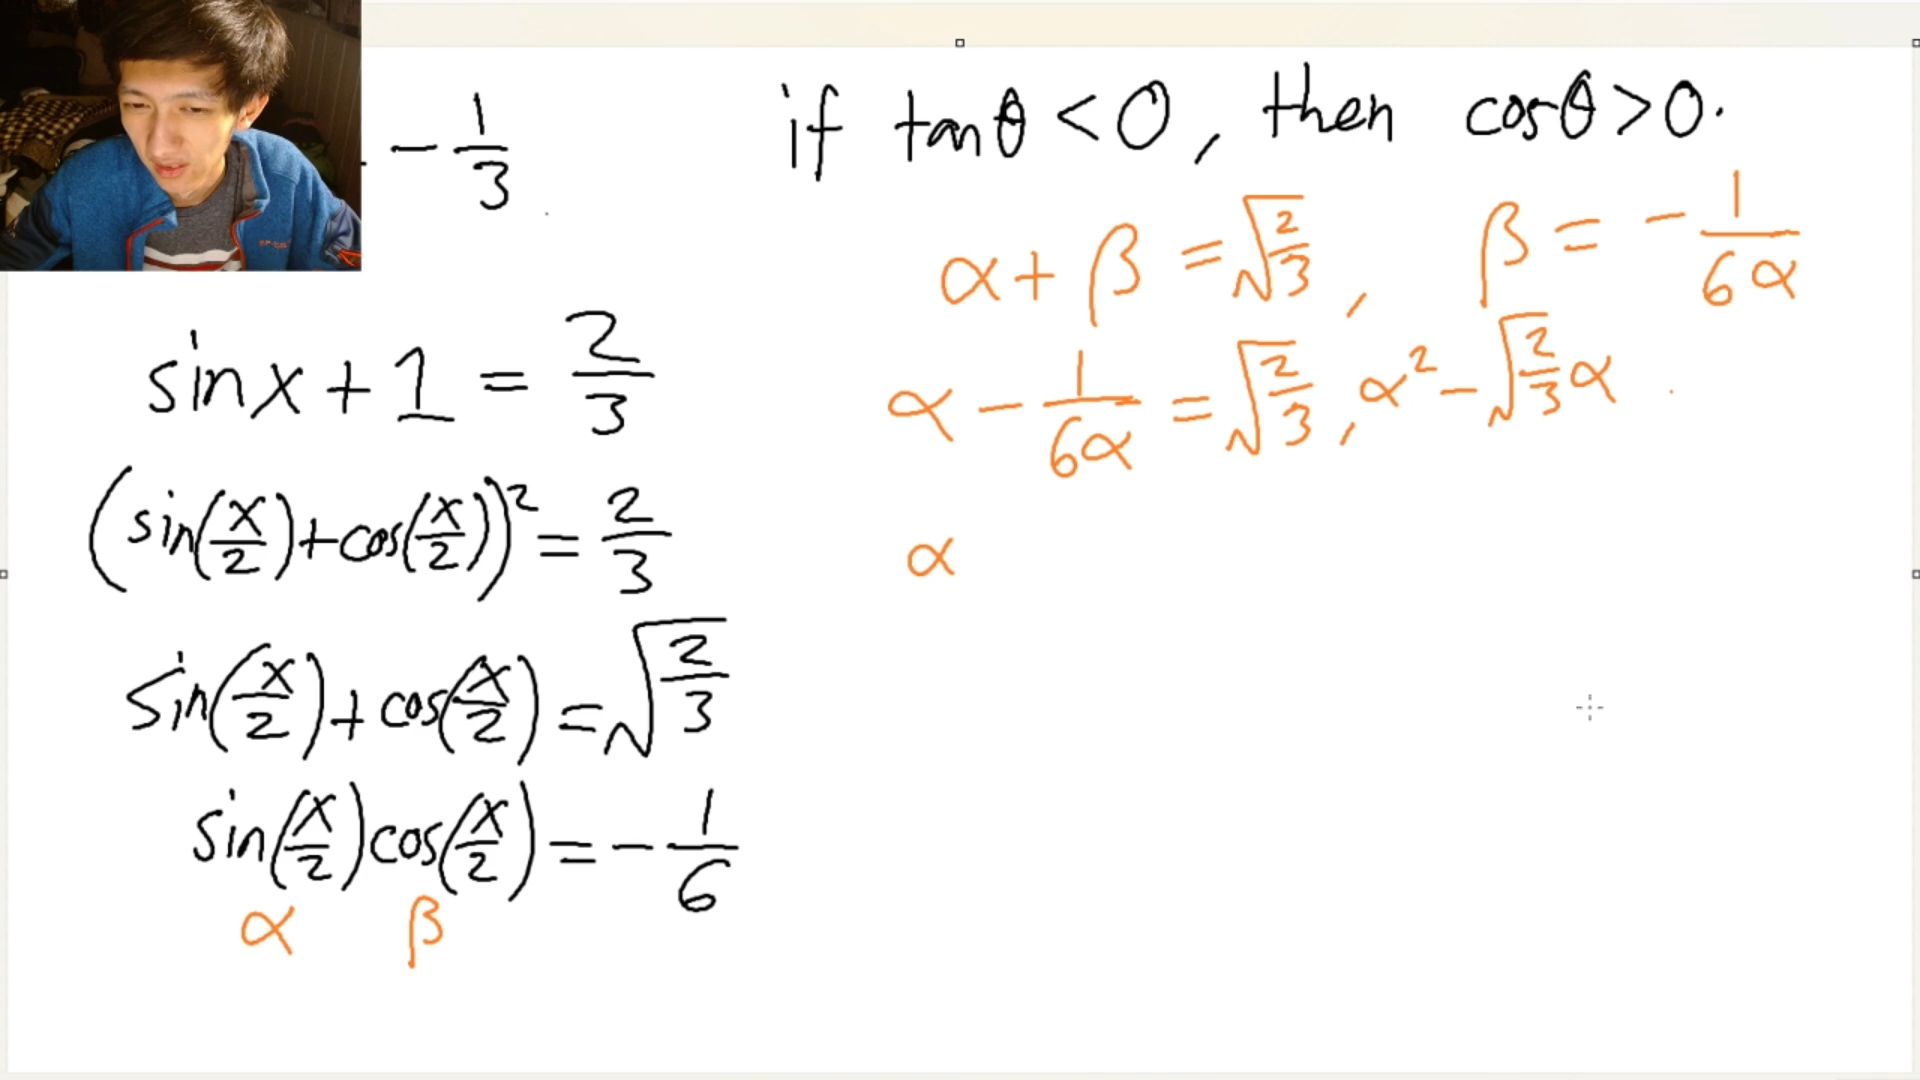 - 1/3
if tanθ < 0, then cosθ > 0.
α + β = √(2/3), β = - 1/(6α)
α - 1/(6α) = √(2/3), α² - √(2/3) α
α
sin x + 1 = 2/3
(sin(x/2) + cos(x/2))² = 2/3
sin(x/2) + cos(x/2) = √(2/3)
sin(x/2) cos(x/2) = - 1/6
α β